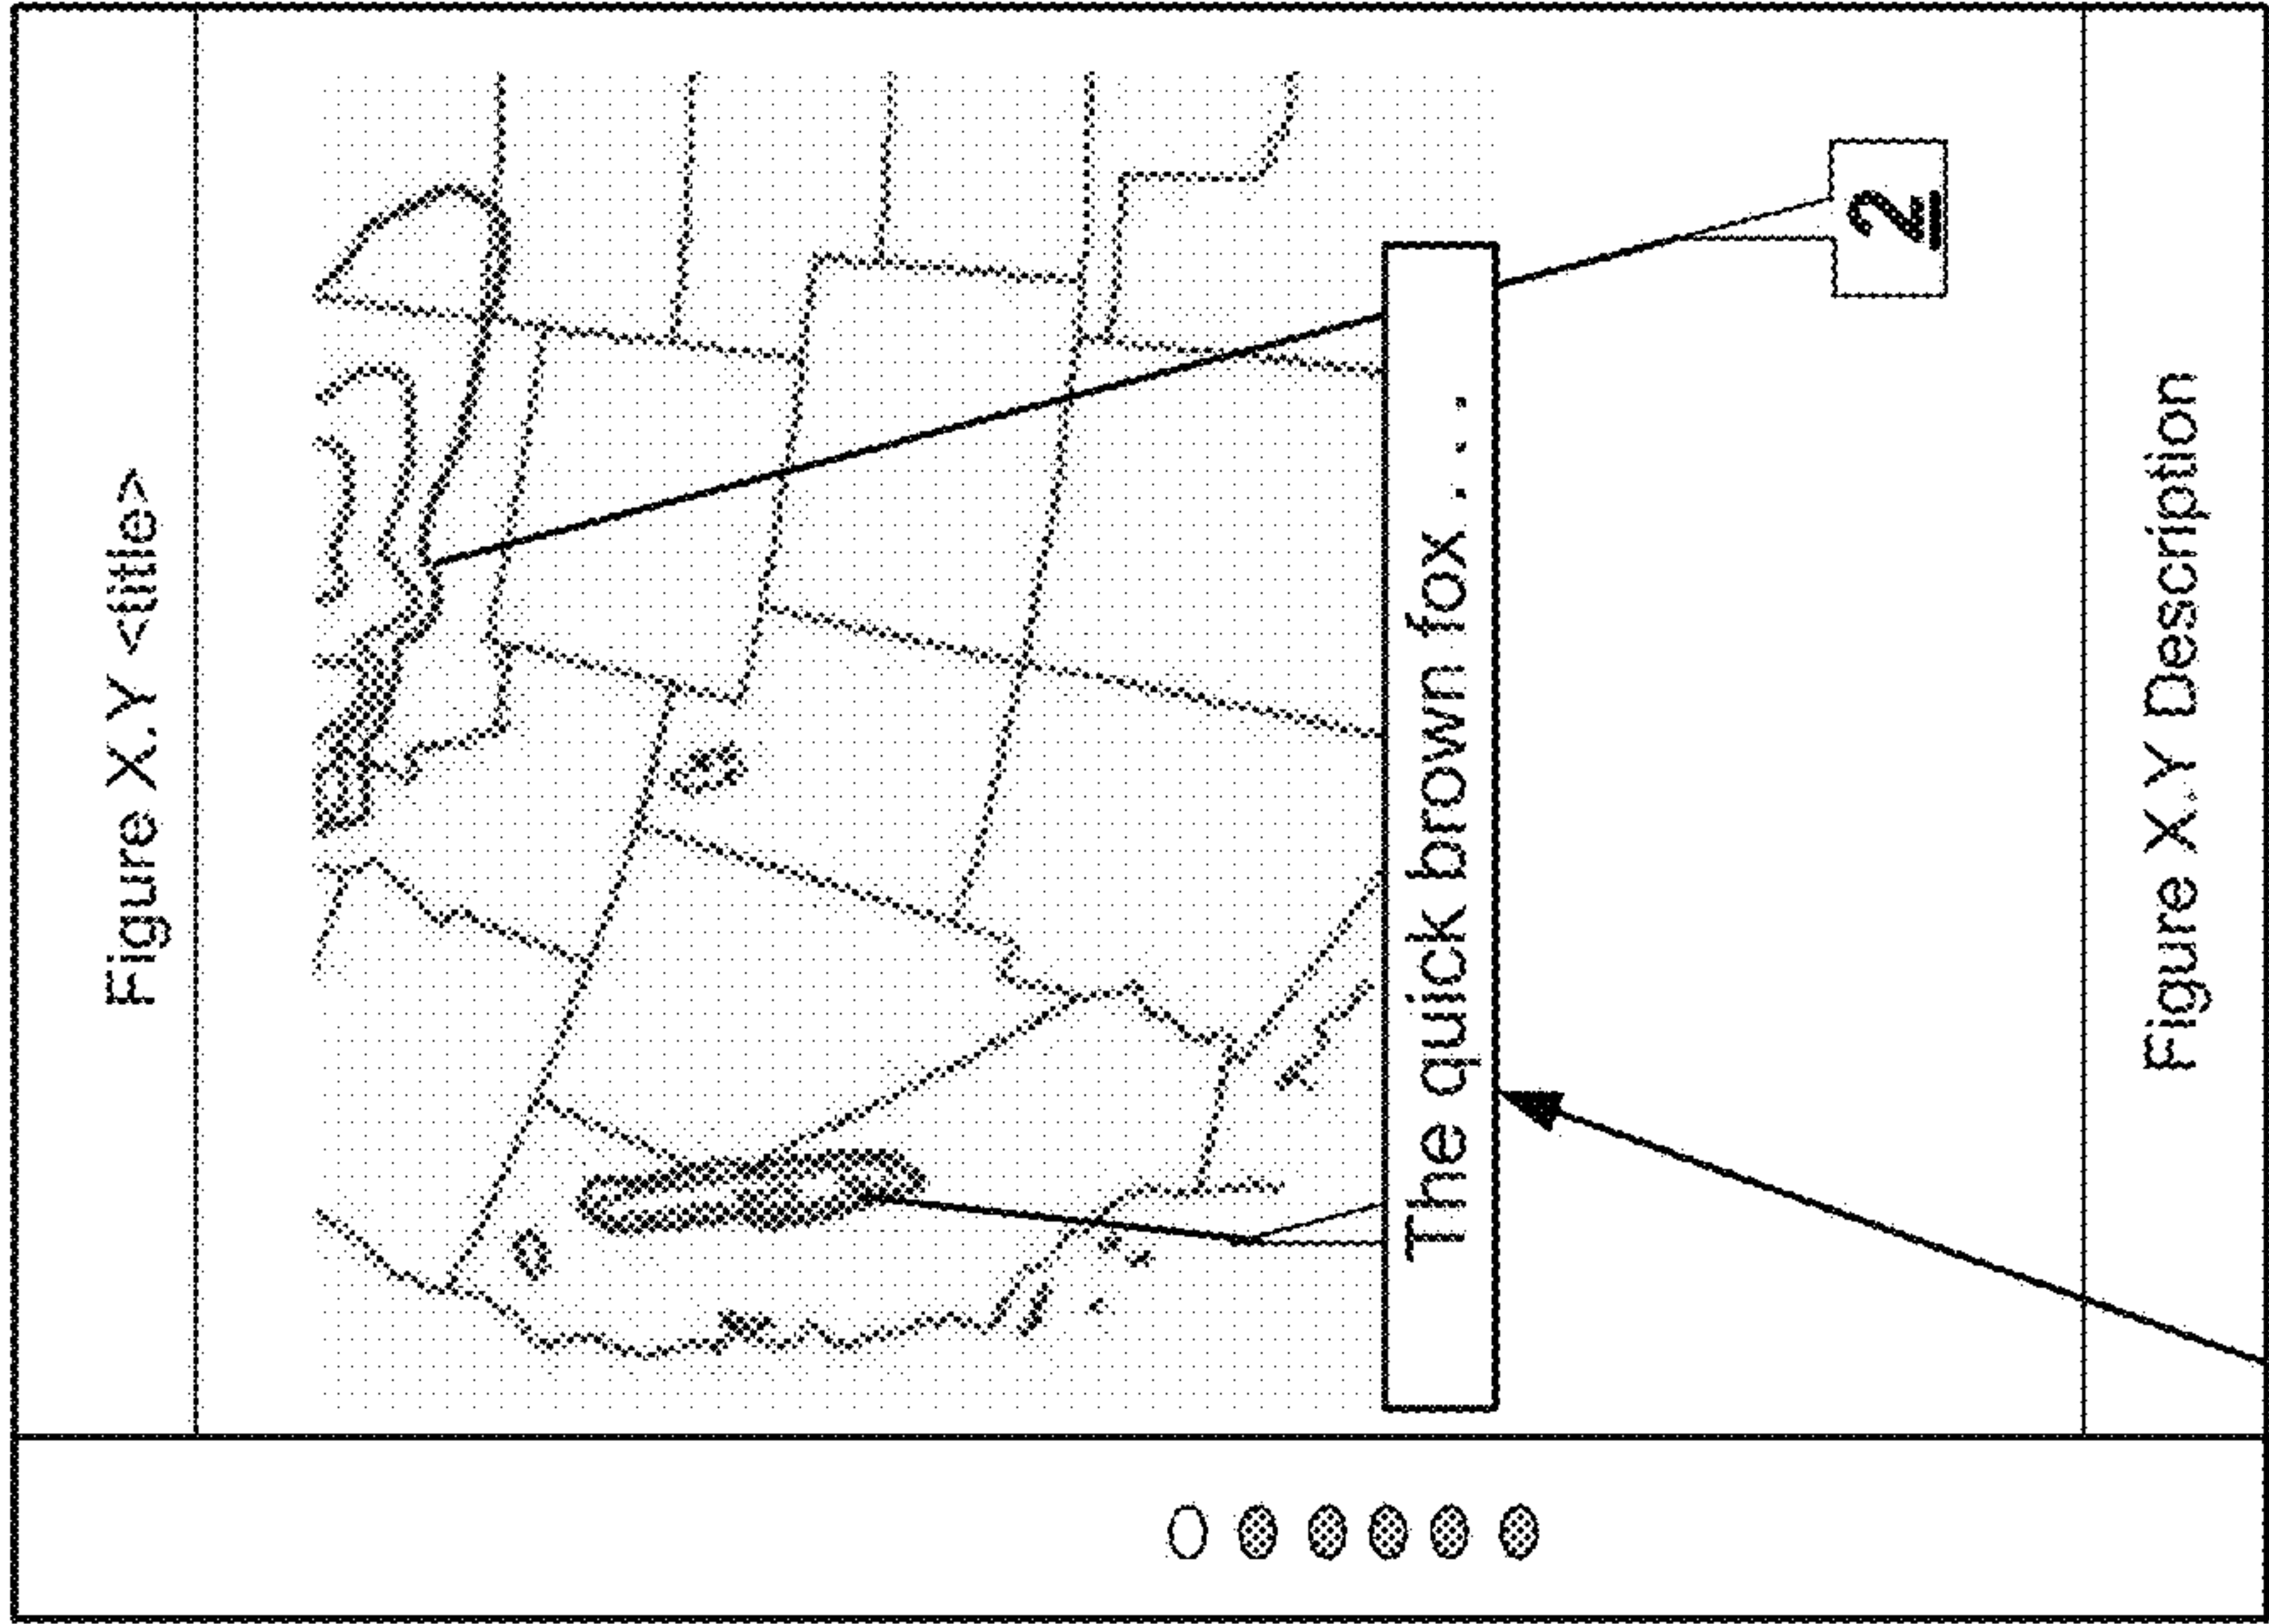 Figure X.Y <title>
The quick brown fox . . . .
2
Figure X.Y Description